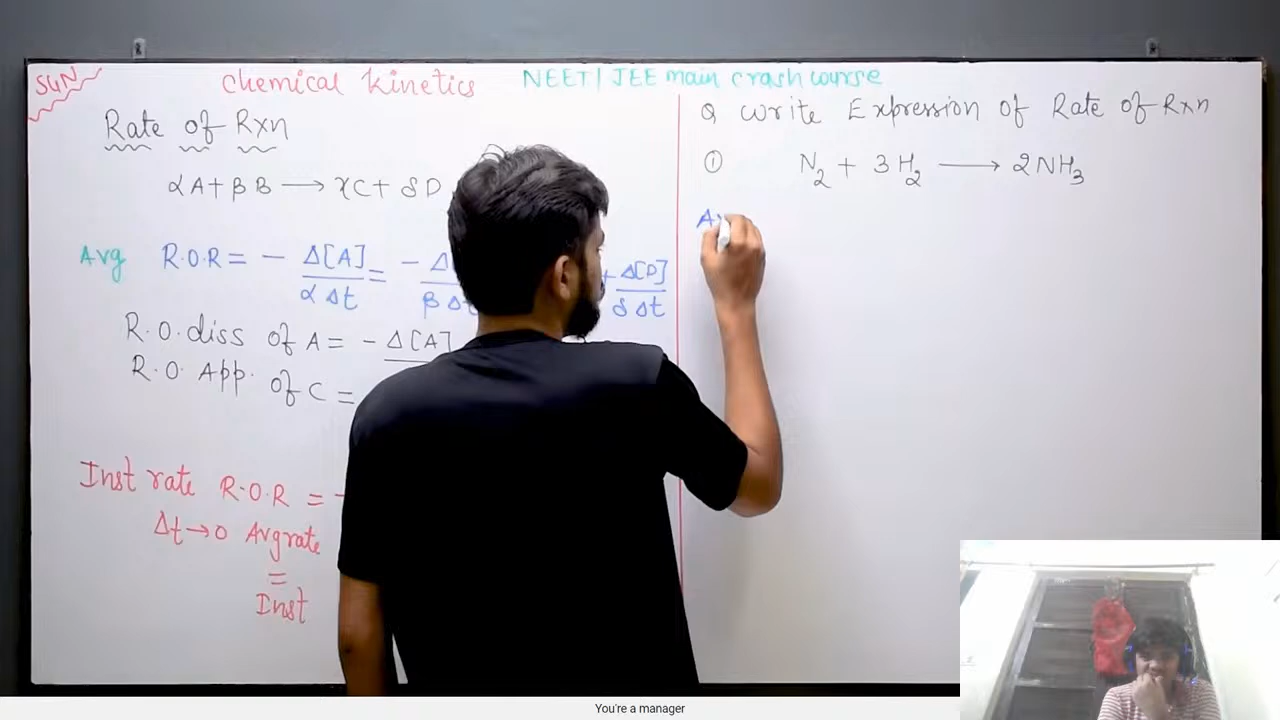 SUN
Chemical Kinetics NEET/JEE main crash course
Rate of Rxn
αA + βB ⟶ γC + δD
Avg R.O.R = - Δ[A]/αΔt = - Δ + Δ[D]/δΔt
βΔt
R.O.diss of A = - Δ[A]
R.O. App. of C =
Inst rate R.O.R = -
Δt→0 Avg rate
=
Inst
Q Write Expression of Rate of Rxn
① N₂ + 3H₂ ⟶ 2NH₃
You're a manager